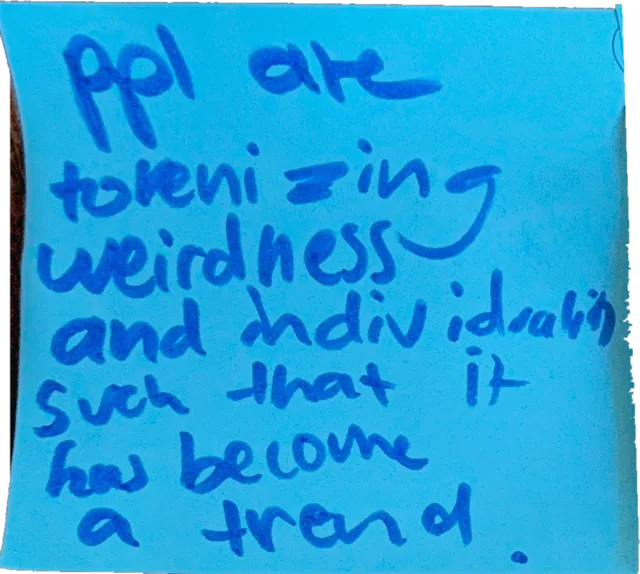 ppl are
tokenizing
weirdness
and individuality
such that it
has become
a trend.